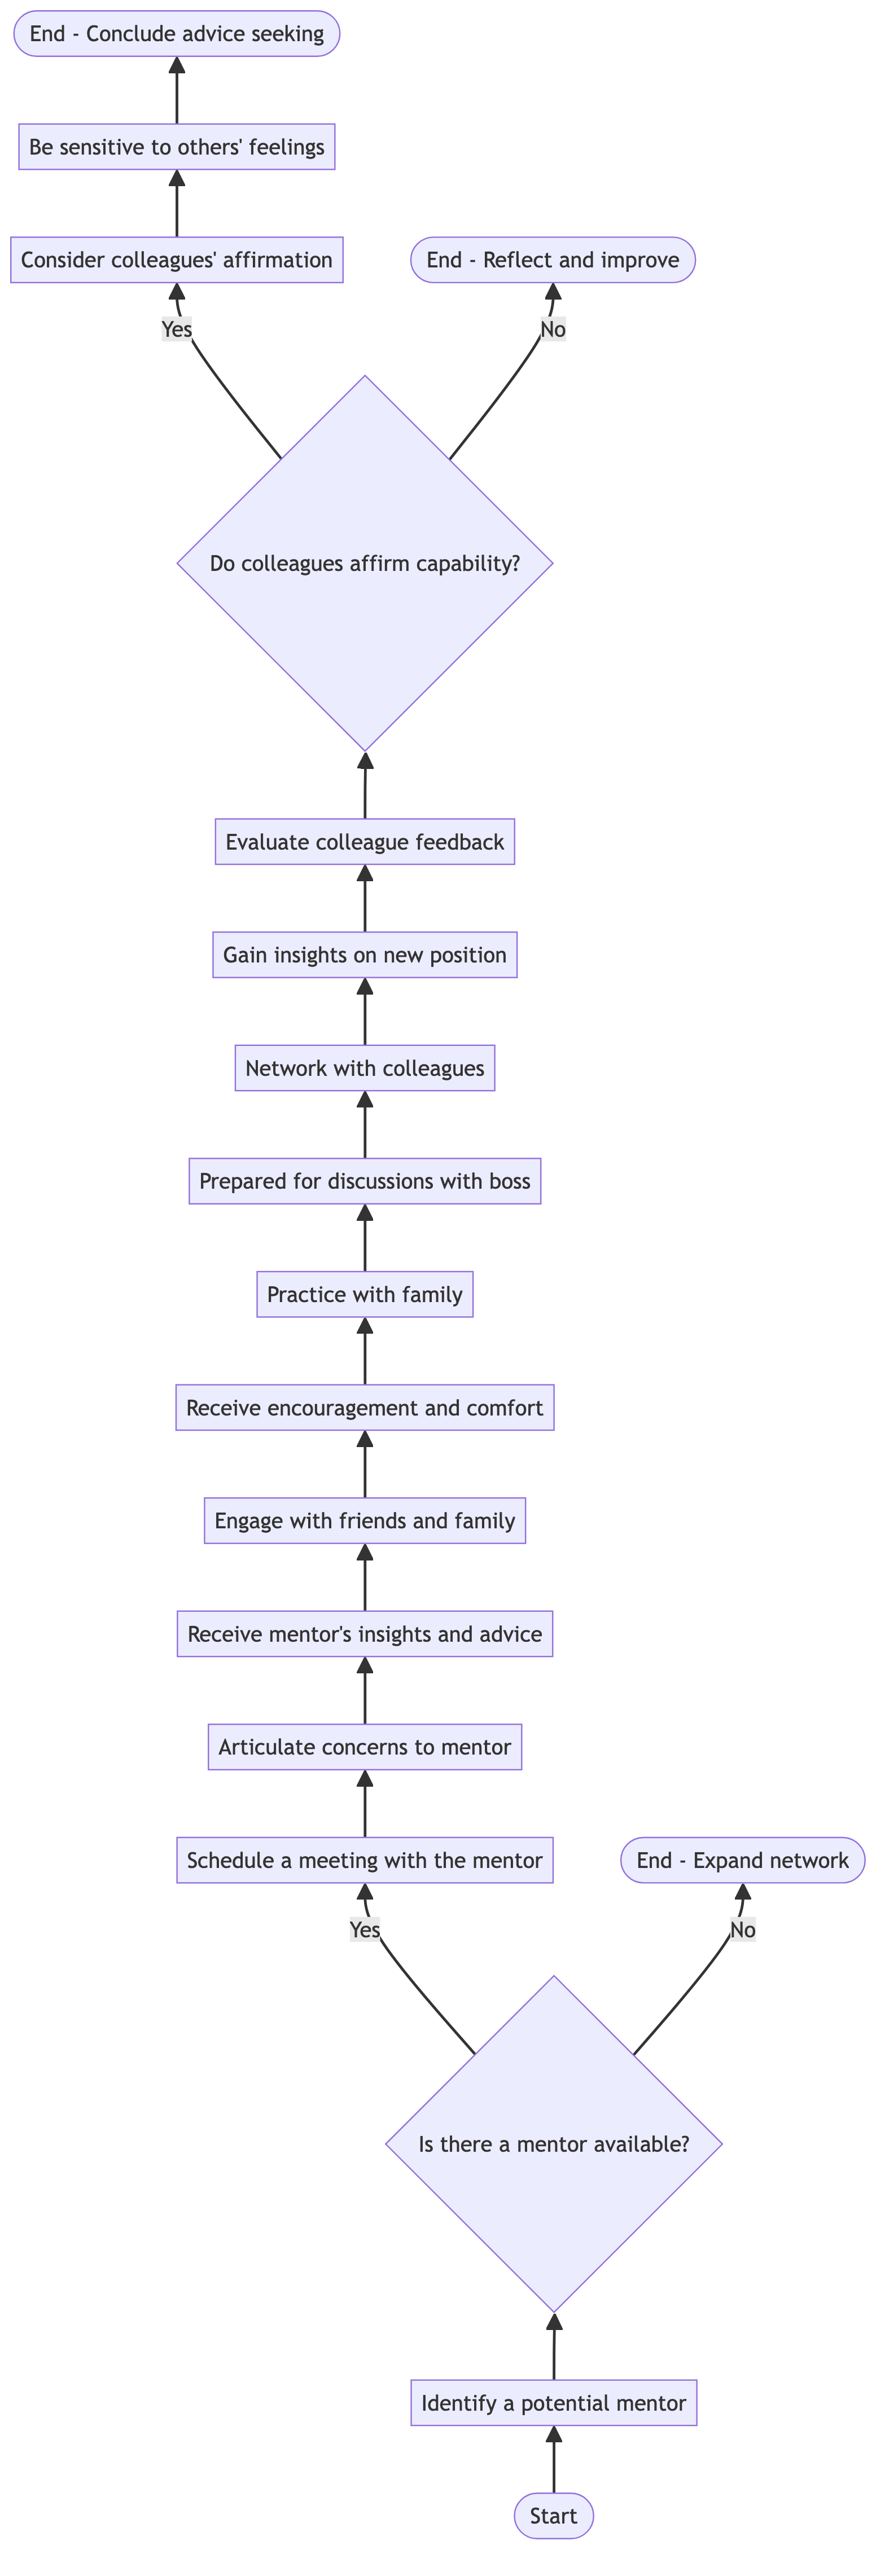 End - Conclude advice seeking
Be sensitive to others' feelings
Consider colleagues' affirmation
End - Reflect and improve
Yes
No
Do colleagues affirm capability?
Evaluate colleague feedback
Gain insights on new position
Network with colleagues
Prepared for discussions with boss
Practice with family
Receive encouragement and comfort
Engage with friends and family
Receive mentor's insights and advice
Articulate concerns to mentor
Schedule a meeting with the mentor
End - Expand network
Yes
No
Is there a mentor available?
Identify a potential mentor
Start